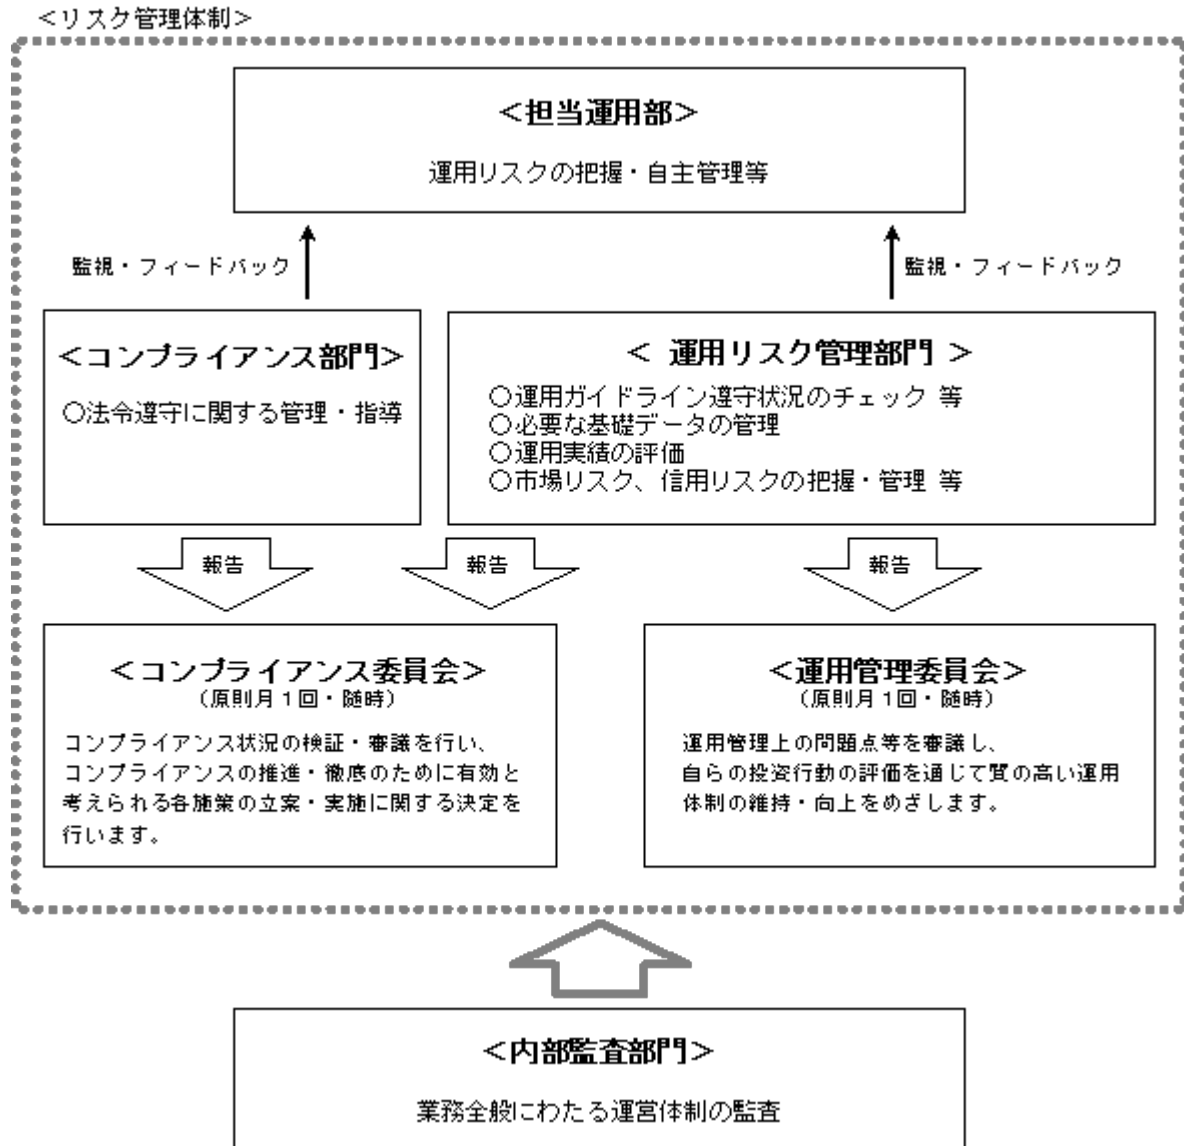 ＜リスク管理体制＞
＜担当運用部＞
運用リスクの把握・自主管理等
監視・フィードバック
監視・フィードバック
＜コンプライアンス部門＞
○法令遵守に関する管理・指導
＜ 運用リスク管理部門 ＞
○運用ガイドライン遵守状況のチェック 等
○必要な基礎データの管理
○運用実績の評価
○市場リスク、信用リスクの把握・管理 等
報告
報告
報告
＜コンプライアンス委員会＞
（原則月１回・随時）
コンプライアンス状況の検証・審議を行い、
コンプライアンスの推進・徹底のために有効と
考えられる各施策の立案・実施に関する決定を
行います。
＜運用管理委員会＞
（原則月１回・随時）
運用管理上の問題点等を審議し、
自らの投資行動の評価を通じて質の高い運用
体制の維持・向上をめざします。
＜内部監査部門＞
業務全般にわたる運営体制の監査